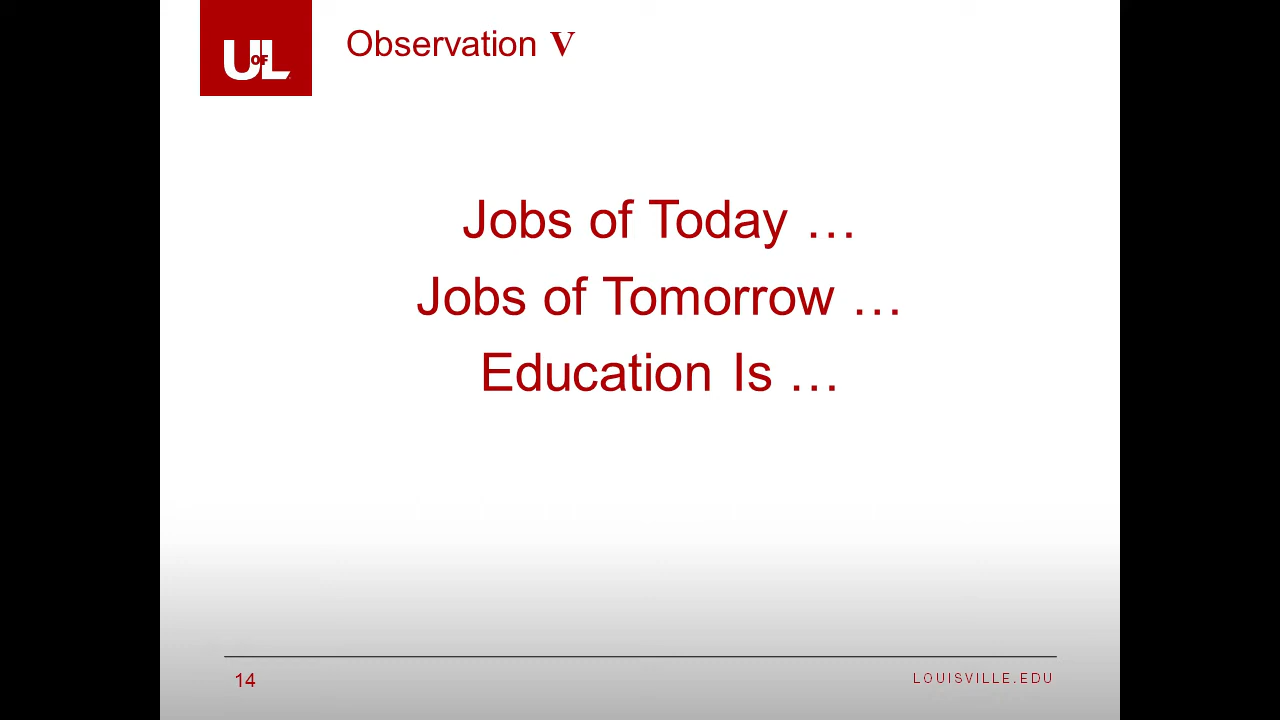 UofL
Observation V
Jobs of Today …
Jobs of Tomorrow …
Education Is …
14
LOUISVILLE.EDU